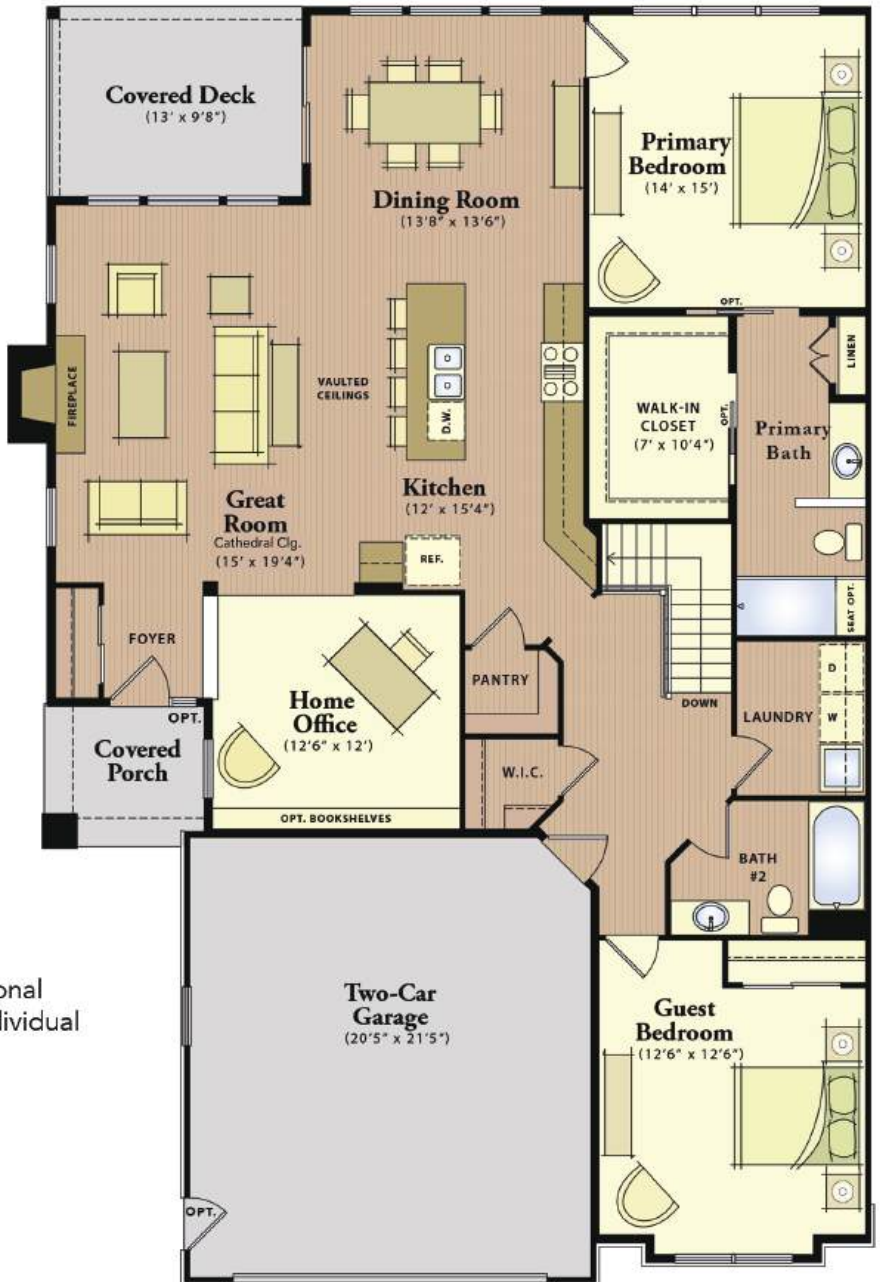 Covered Deck
(13' x 9'8")
Dining Room
(13'8" x 13'6")
Primary
Bedroom
(14' x 15')
OPT.
FIREPLACE
VAULTED
CEILINGS
D.W.
WALK-IN
CLOSET
(7' x 10'4")
OPT.
LINEN
Primary
Bath
Great
Room
Cathedral Clg.
(15' x 19'4")
Kitchen
(12' x 15'4")
REF.
SEAT OPT.
FOYER
OPT.
Covered
Porch
Home
Office
(12'6" x 12')
OPT. BOOKSHELVES
PANTRY
W.I.C.
DOWN
LAUNDRY
D
W
BATH
#2
onal
dividual
Two-Car
Garage
(20'5" x 21'5")
OPT.
Guest
Bedroom
(12'6" x 12'6")